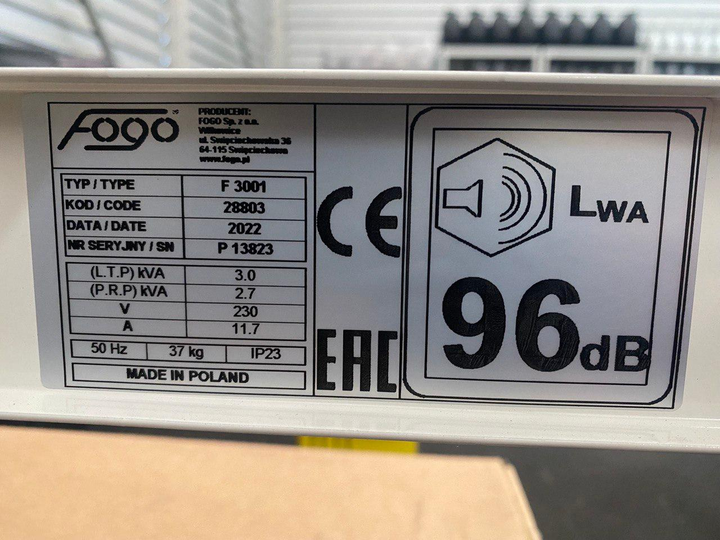 Fogo
PRODUCENT:
FOGO Sp. z o.o.
Wilkowice
ul. Święciechowska 36
64-115 Święciechowa
www.fogo.pl
TYP / TYPE F 3001
KOD / CODE 28803
DATA / DATE 2022
NR SERYJNY / SN P 13823
(L.T.P) kVA 3.0
(P.R.P) kVA 2.7
V 230
A 11.7
50 Hz 37 kg IP23
MADE IN POLAND
CE
EAC
LWA
96dB